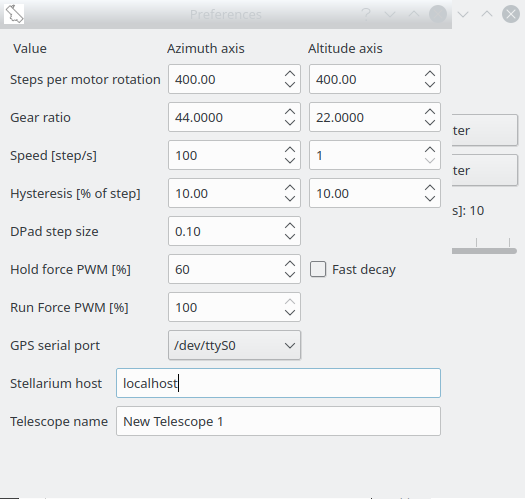 Preferences
Value Azimuth axis Altitude axis
Steps per motor rotation 400.00 400.00
Gear ratio 44.0000 22.0000
ter
Speed [step/s] 100 1
ter
Hysteresis [% of step] 10.00 10.00
s]: 10
DPad step size 0.10
Hold force PWM [%] 60 Fast decay
Run Force PWM [%] 100
GPS serial port /dev/ttyS0
Stellarium host localhost
Telescope name New Telescope 1